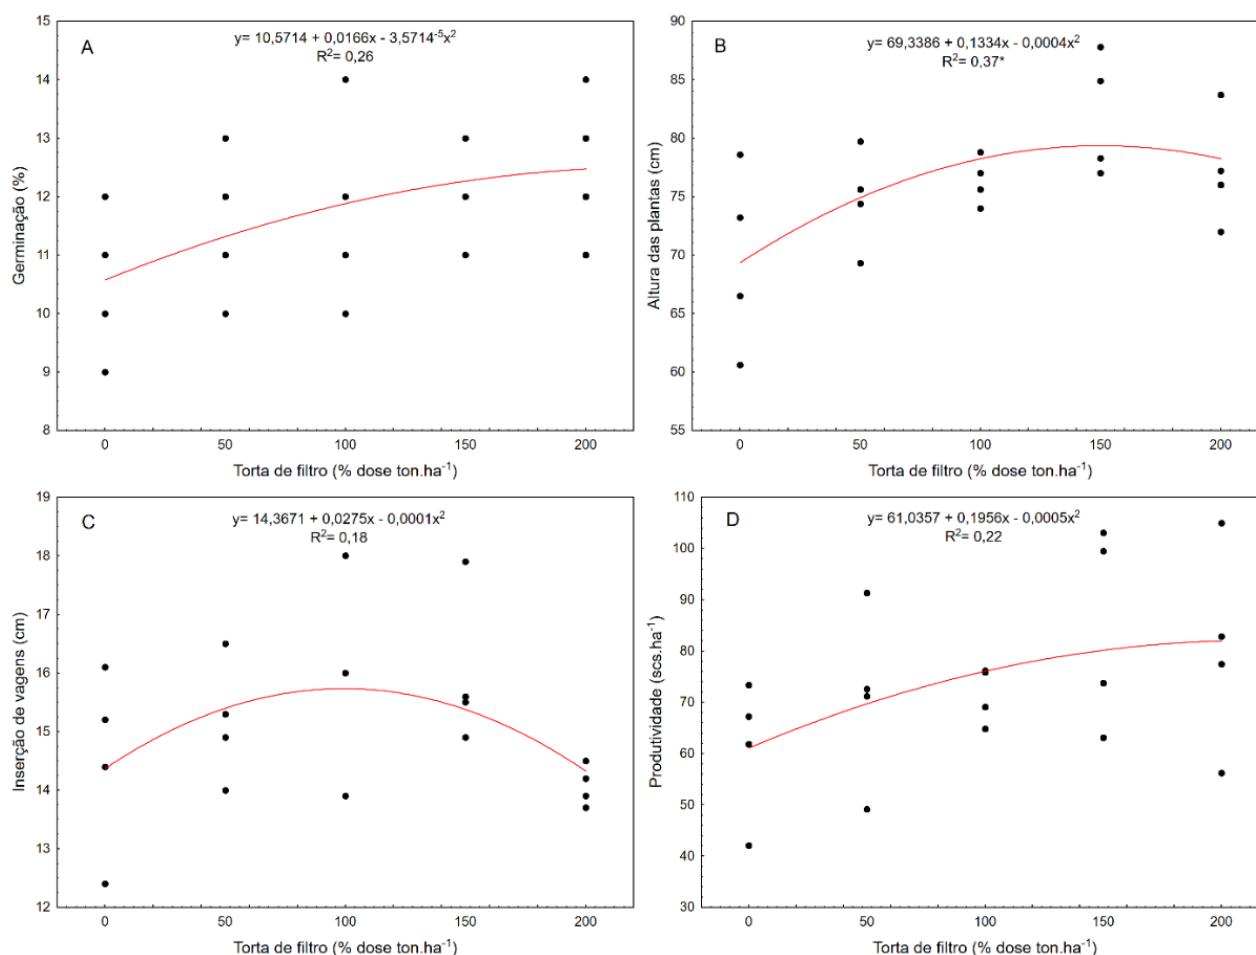 A
y= 10,5714 + 0,0166x - 3,5714⁻⁵x²
R²= 0,26
Germinação (%)
15
14
13
12
11
10
9
8
0 50 100 150 200
Torta de filtro (% dose ton.ha⁻¹)
B
y= 69,3386 + 0,1334x - 0,0004x²
R²= 0,37*
Altura das plantas (cm)
90
85
80
75
70
65
60
55
0 50 100 150 200
Torta de filtro (% dose ton.ha⁻¹)
C
y= 14,3671 + 0,0275x - 0,0001x²
R²= 0,18
Inserção de vagens (cm)
19
18
17
16
15
14
13
12
0 50 100 150 200
Torta de filtro (% dose ton.ha⁻¹)
D
y= 61,0357 + 0,1956x - 0,0005x²
R²= 0,22
Produtividade (scs.ha⁻¹)
110
100
90
80
70
60
50
40
30
0 50 100 150 200
Torta de filtro (% dose ton.ha⁻¹)